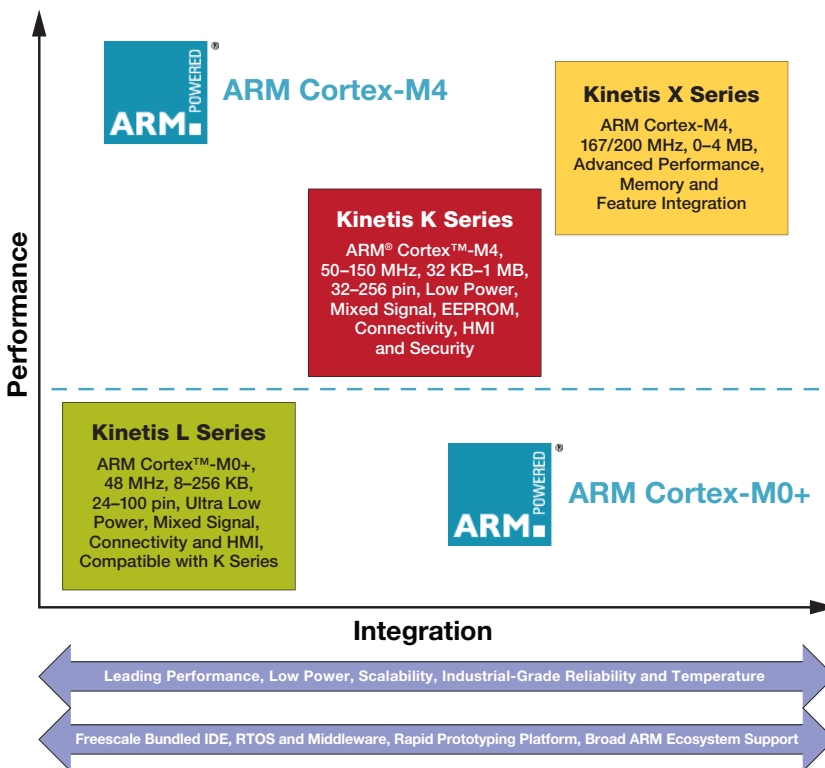 ARM POWERED ®
ARM Cortex-M4
Kinetis X Series
ARM Cortex-M4,
167/200 MHz, 0–4 MB,
Advanced Performance,
Memory and
Feature Integration
Kinetis K Series
ARM® Cortex™-M4,
50–150 MHz, 32 KB–1 MB,
32–256 pin, Low Power,
Mixed Signal, EEPROM,
Connectivity, HMI
and Security
Performance
Kinetis L Series
ARM Cortex™-M0+,
48 MHz, 8–256 KB,
24–100 pin, Ultra Low
Power, Mixed Signal,
Connectivity and HMI,
Compatible with K Series
ARM POWERED ®
ARM Cortex-M0+
Integration
Leading Performance, Low Power, Scalability, Industrial-Grade Reliability and Temperature
Freescale Bundled IDE, RTOS and Middleware, Rapid Prototyping Platform, Broad ARM Ecosystem Support